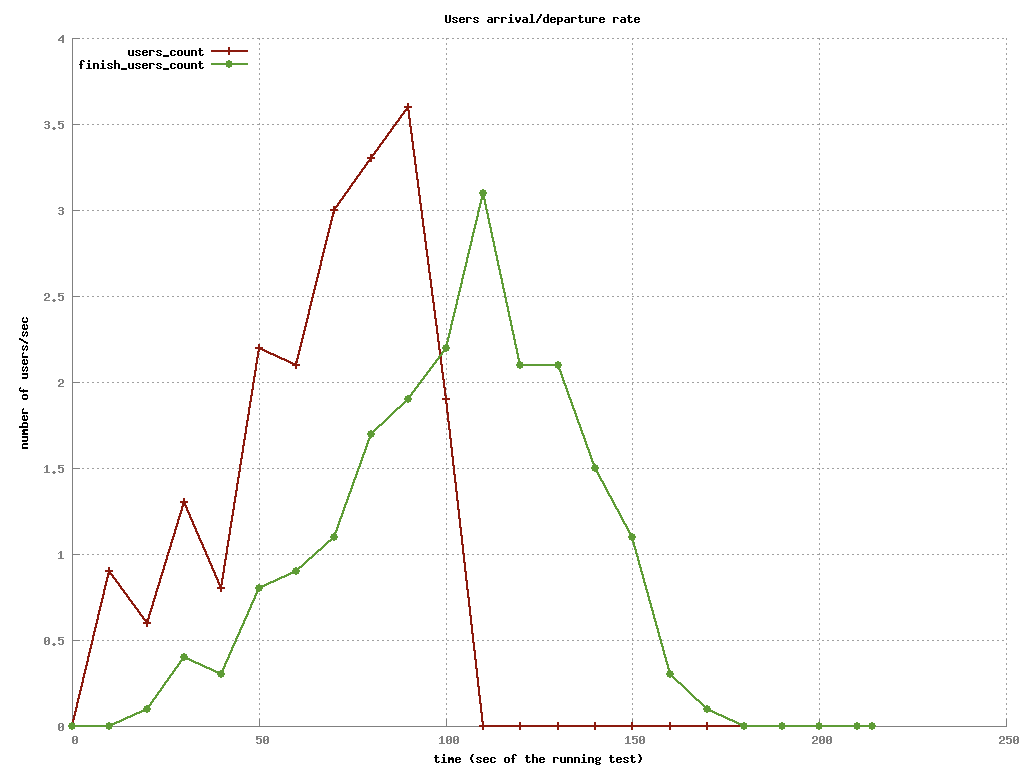 Users arrival/departure rate
users_count
finish_users_count
4
3.5
3
2.5
2
1.5
1
0.5
0
number of users/sec
0 50 100 150 200 250
time (sec of the running test)